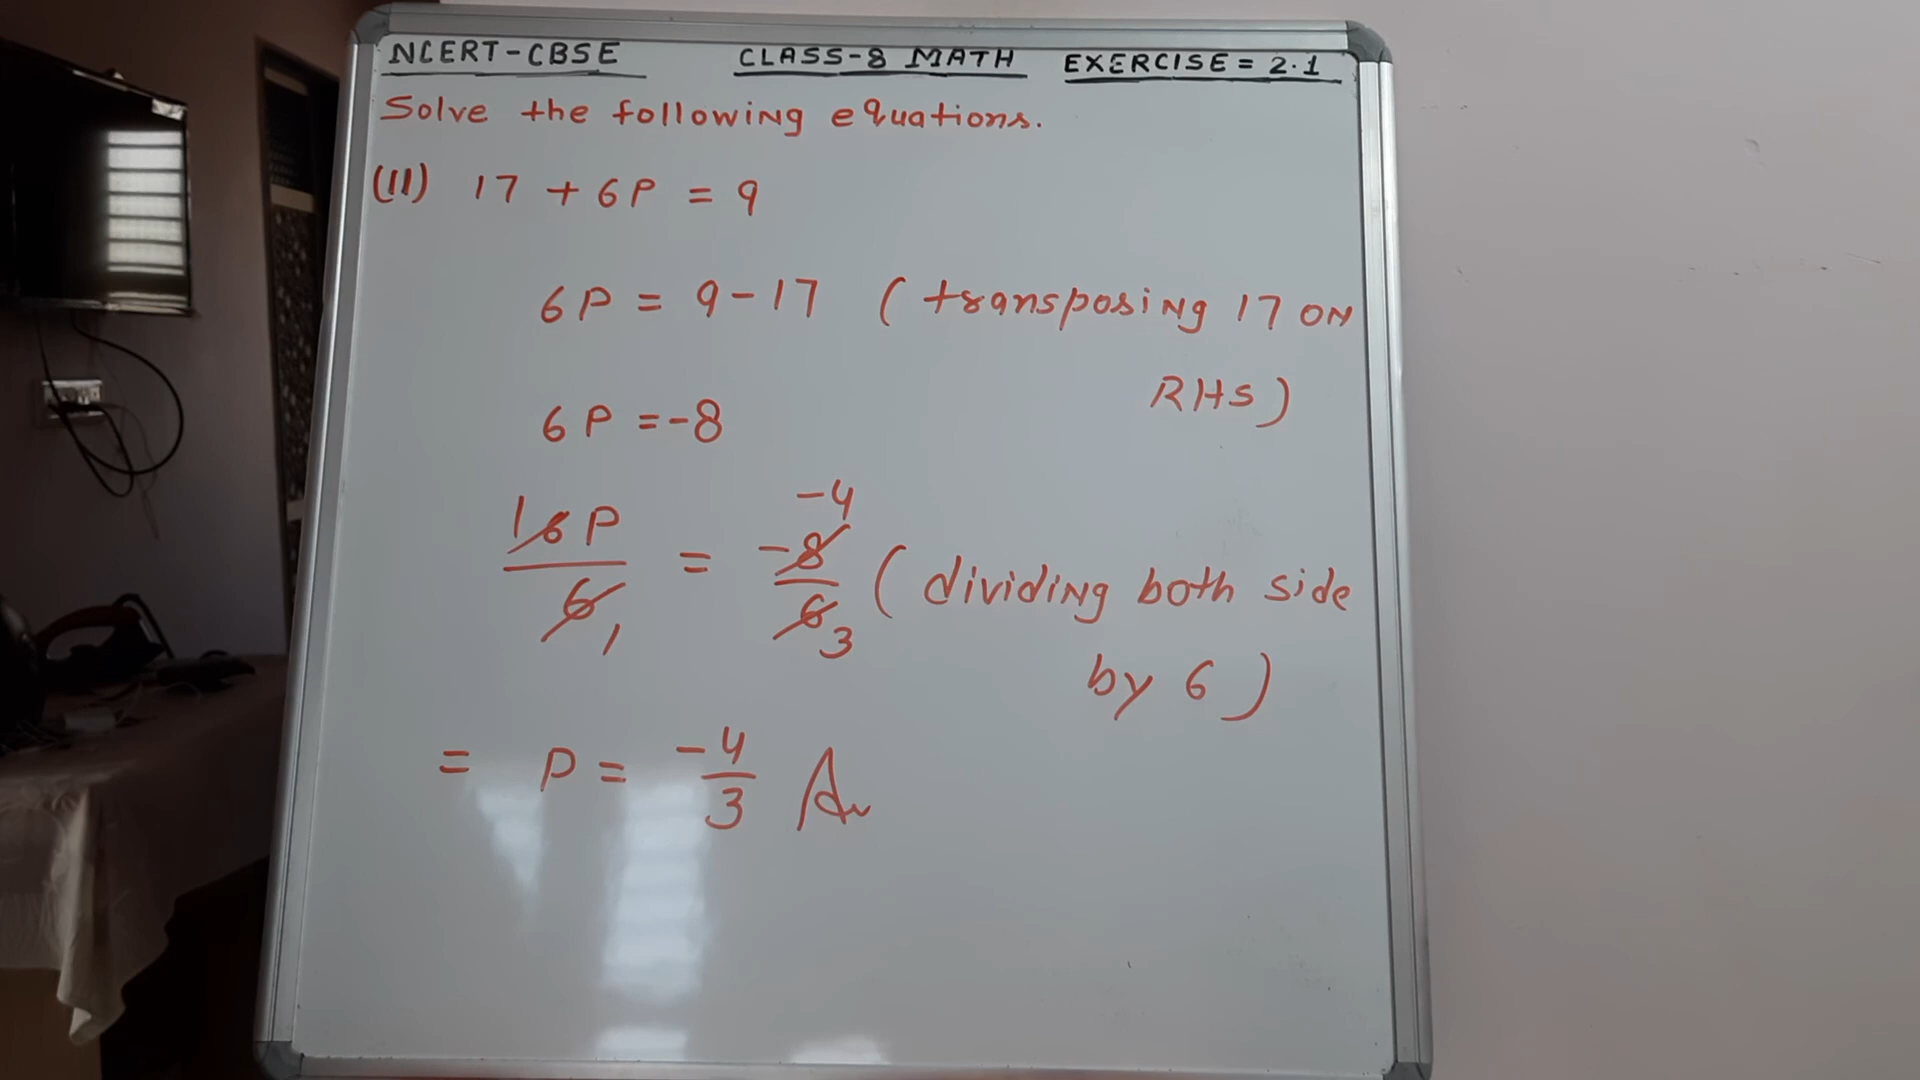 NCERT-CBSE CLASS-8 MATH EXERCISE = 2.1
Solve the following equations.
(11) 17 + 6P = 9
6P = 9-17 (transposing 17 ON
RHS)
6P = -8
-4
1 6 P = -8 (dividing both side
6 1 6 3
by 6)
= P = -4/3 An